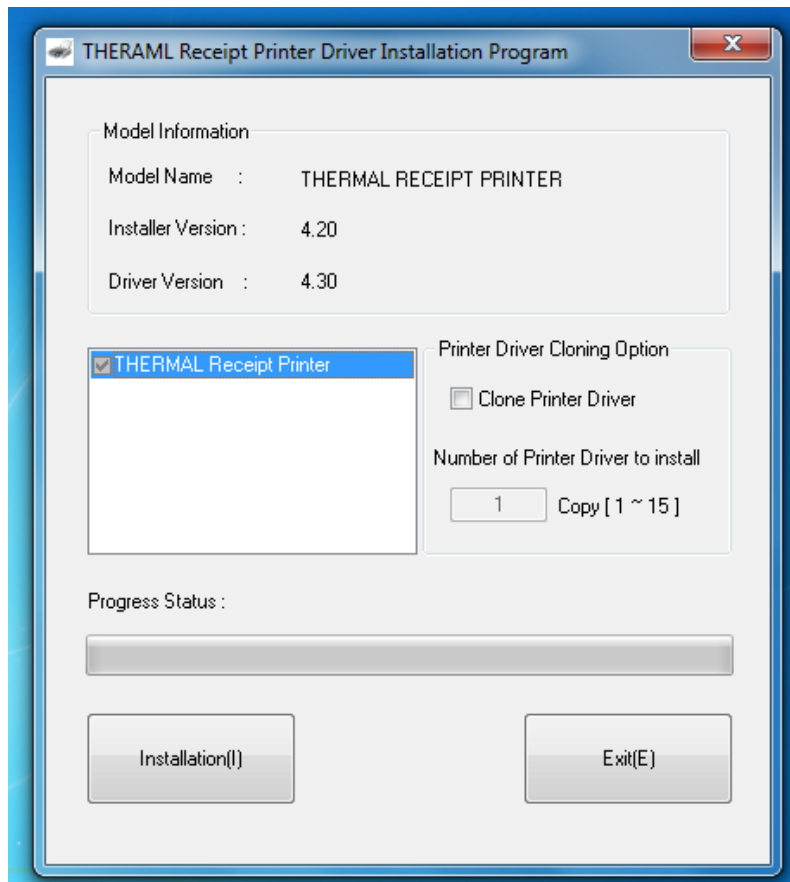 THERAML Receipt Printer Driver Installation Program
Model Information
Model Name : THERMAL RECEIPT PRINTER
Installer Version : 4.20
Driver Version : 4.30
THERMAL Receipt Printer
Printer Driver Cloning Option
Clone Printer Driver
Number of Printer Driver to install
1 Copy [ 1 ~ 15 ]
Progress Status :
Installation(I)
Exit(E)